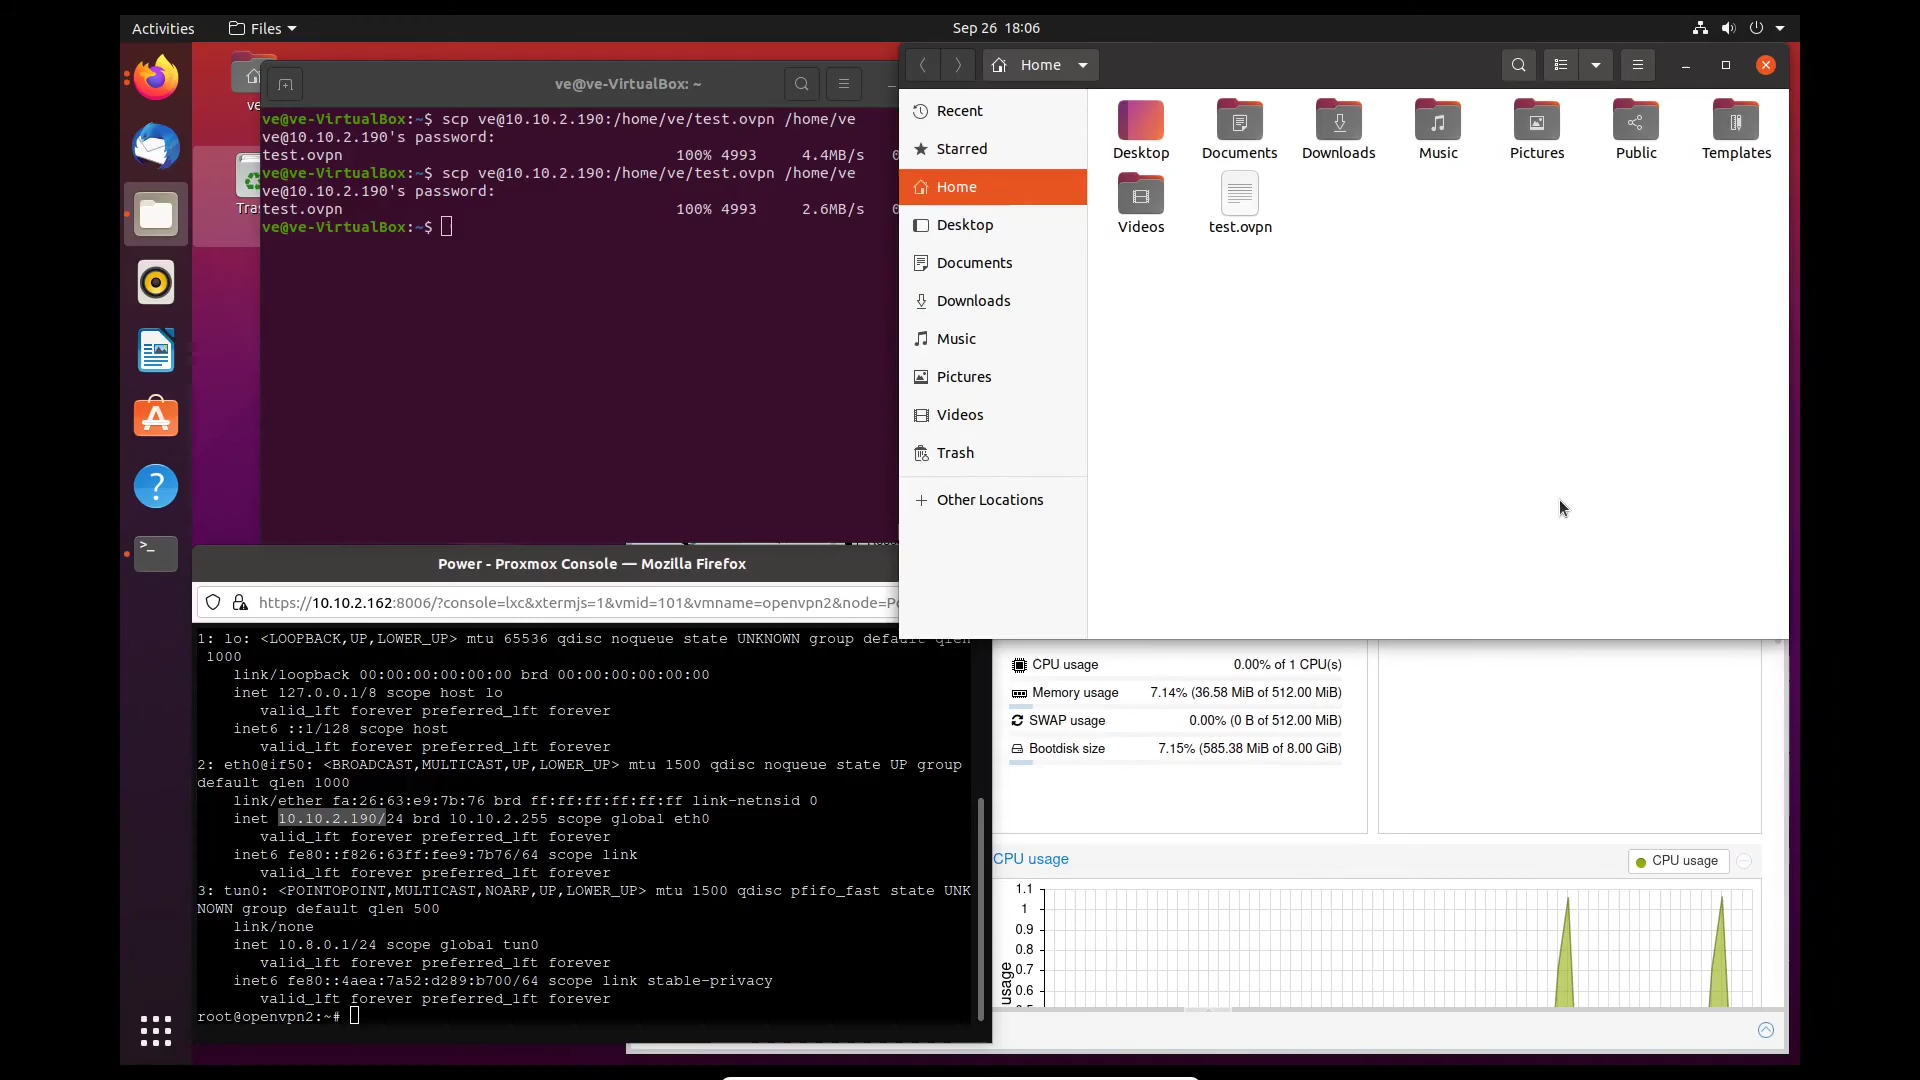 Activities
Files
Sep 26 18:06
ve@ve-VirtualBox: ~
ve@ve-VirtualBox:~$ scp ve@10.10.2.190:/home/ve/test.ovpn /home/ve
ve@10.10.2.190's password:
test.ovpn 100% 4993 4.4MB/s
ve@ve-VirtualBox:~$ scp ve@10.10.2.190:/home/ve/test.ovpn /home/ve
ve@10.10.2.190's password:
test.ovpn 100% 4993 2.6MB/s
ve@ve-VirtualBox:~$
Home
Recent
Starred
Home
Desktop
Documents
Downloads
Music
Pictures
Videos
Trash
Other Locations
Desktop
Documents
Downloads
Music
Pictures
Public
Templates
Videos
test.ovpn
Power - Proxmox Console — Mozilla Firefox
https://10.10.2.162:8006/?console=lxc&xtermjs=1&vmid=101&vmname=openvpn2&node=P
1: lo: <LOOPBACK,UP,LOWER_UP> mtu 65536 qdisc noqueue state UNKNOWN group default qlen
1000
link/loopback 00:00:00:00:00:00 brd 00:00:00:00:00:00
inet 127.0.0.1/8 scope host lo
valid_lft forever preferred_lft forever
inet6 ::1/128 scope host
valid_lft forever preferred_lft forever
2: eth0@if50: <BROADCAST,MULTICAST,UP,LOWER_UP> mtu 1500 qdisc noqueue state UP group
default qlen 1000
link/ether fa:26:63:e9:7b:76 brd ff:ff:ff:ff:ff:ff link-netnsid 0
inet 10.10.2.190/24 brd 10.10.2.255 scope global eth0
valid_lft forever preferred_lft forever
inet6 fe80::f826:63ff:fee9:7b76/64 scope link
valid_lft forever preferred_lft forever
3: tun0: <POINTOPOINT,MULTICAST,NOARP,UP,LOWER_UP> mtu 1500 qdisc pfifo_fast state UNK
NOWN group default qlen 500
link/none
inet 10.8.0.1/24 scope global tun0
valid_lft forever preferred_lft forever
inet6 fe80::4aea:7a52:d289:b700/64 scope link stable-privacy
valid_lft forever preferred_lft forever
root@openvpn2:~#
CPU usage 0.00% of 1 CPU(s)
Memory usage 7.14% (36.58 MiB of 512.00 MiB)
SWAP usage 0.00% (0 B of 512.00 MiB)
Bootdisk size 7.15% (585.38 MiB of 8.00 GiB)
CPU usage
CPU usage
1.1
1
0.9
0.8
0.7
0.6
usage